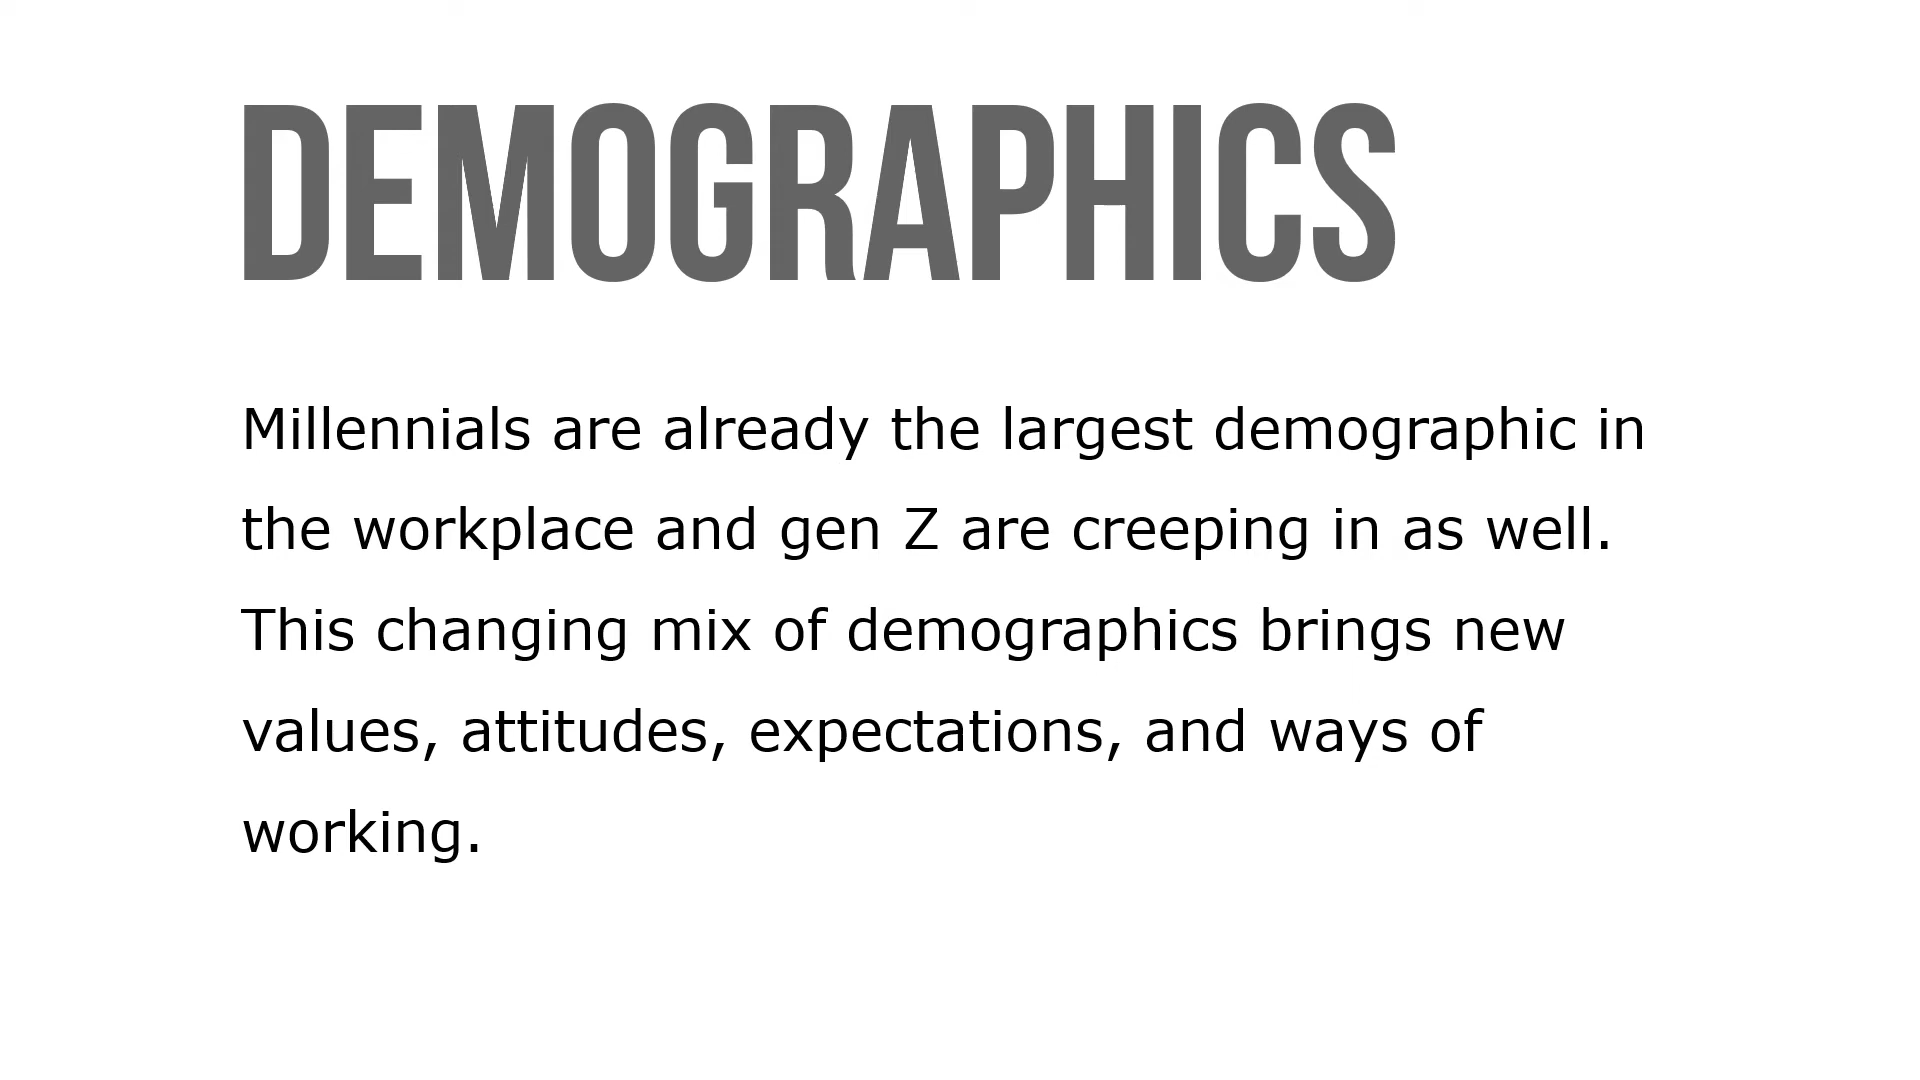 DEMOGRAPHICS
Millennials are already the largest demographic in
the workplace and gen Z are creeping in as well.
This changing mix of demographics brings new
values, attitudes, expectations, and ways of
working.